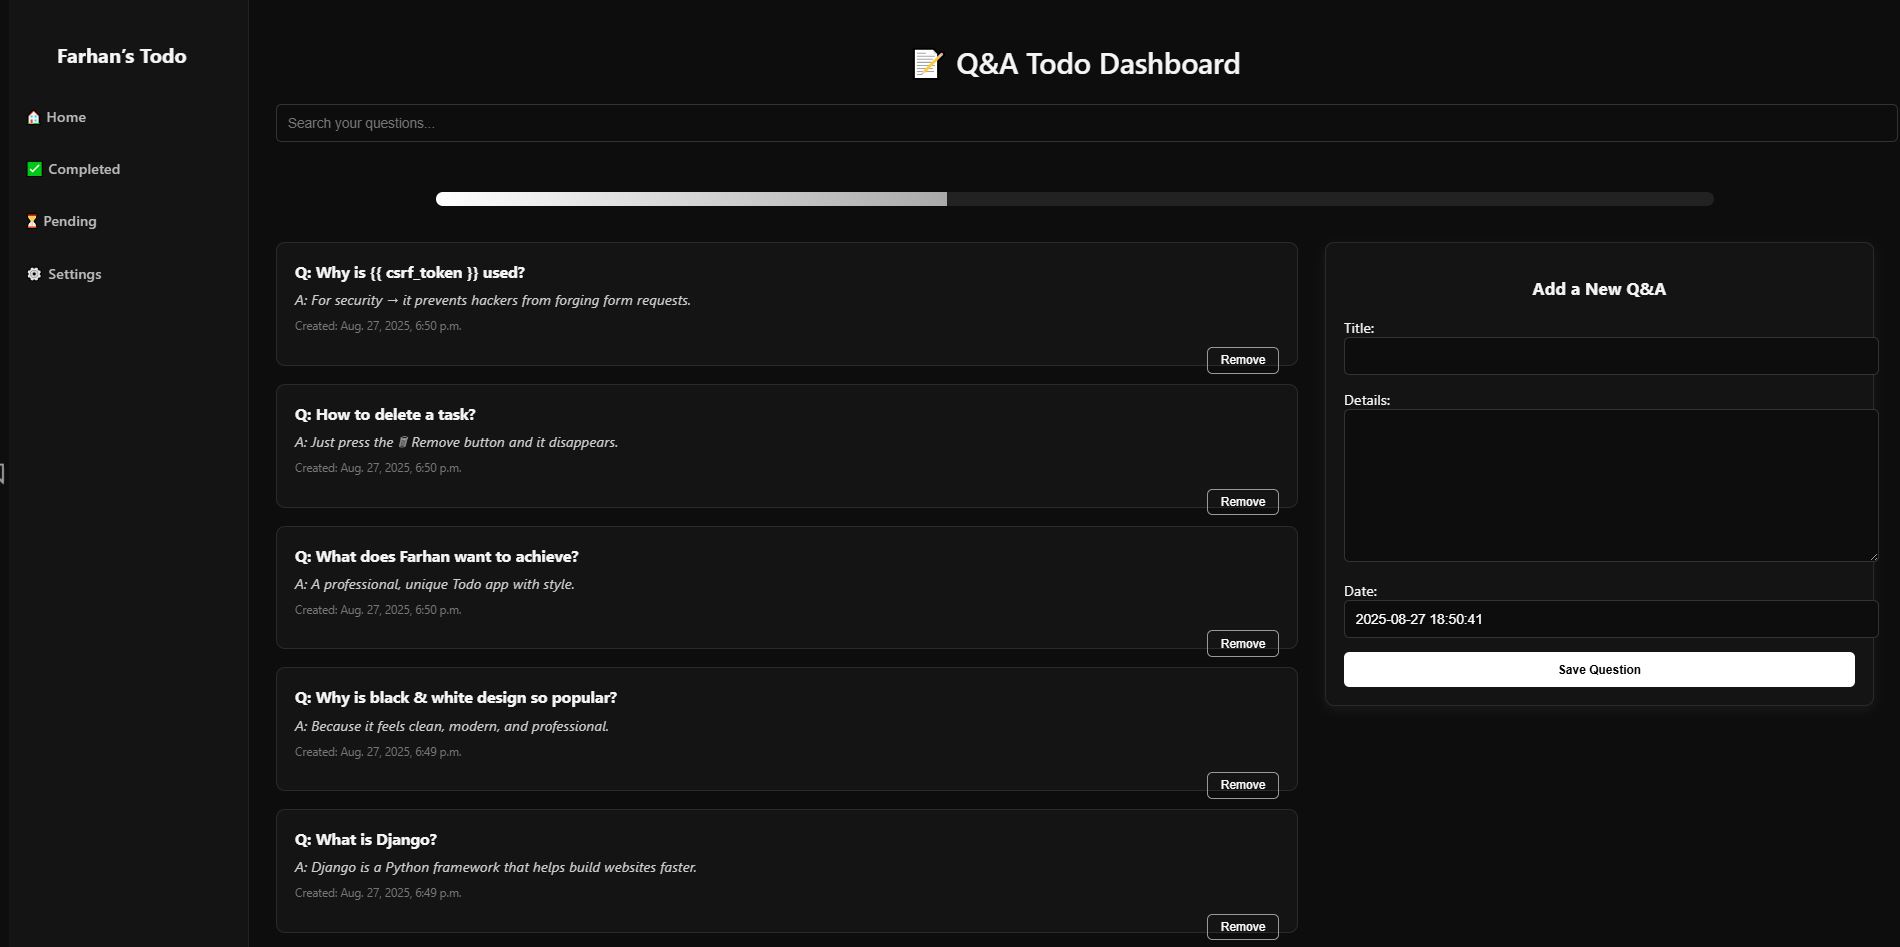 Farhan's Todo
🏠 Home
✅ Completed
⏳ Pending
⚙ Settings
📝 Q&A Todo Dashboard
Search your questions...
Q: Why is {{ csrf_token }} used?
A: For security → it prevents hackers from forging form requests.
Created: Aug. 27, 2025, 6:50 p.m.
Remove
Q: How to delete a task?
A: Just press the 🗑 Remove button and it disappears.
Created: Aug. 27, 2025, 6:50 p.m.
Remove
Q: What does Farhan want to achieve?
A: A professional, unique Todo app with style.
Created: Aug. 27, 2025, 6:50 p.m.
Remove
Q: Why is black & white design so popular?
A: Because it feels clean, modern, and professional.
Created: Aug. 27, 2025, 6:49 p.m.
Remove
Q: What is Django?
A: Django is a Python framework that helps build websites faster.
Created: Aug. 27, 2025, 6:49 p.m.
Remove
Add a New Q&A
Title:
Details:
Date:
2025-08-27 18:50:41
Save Question